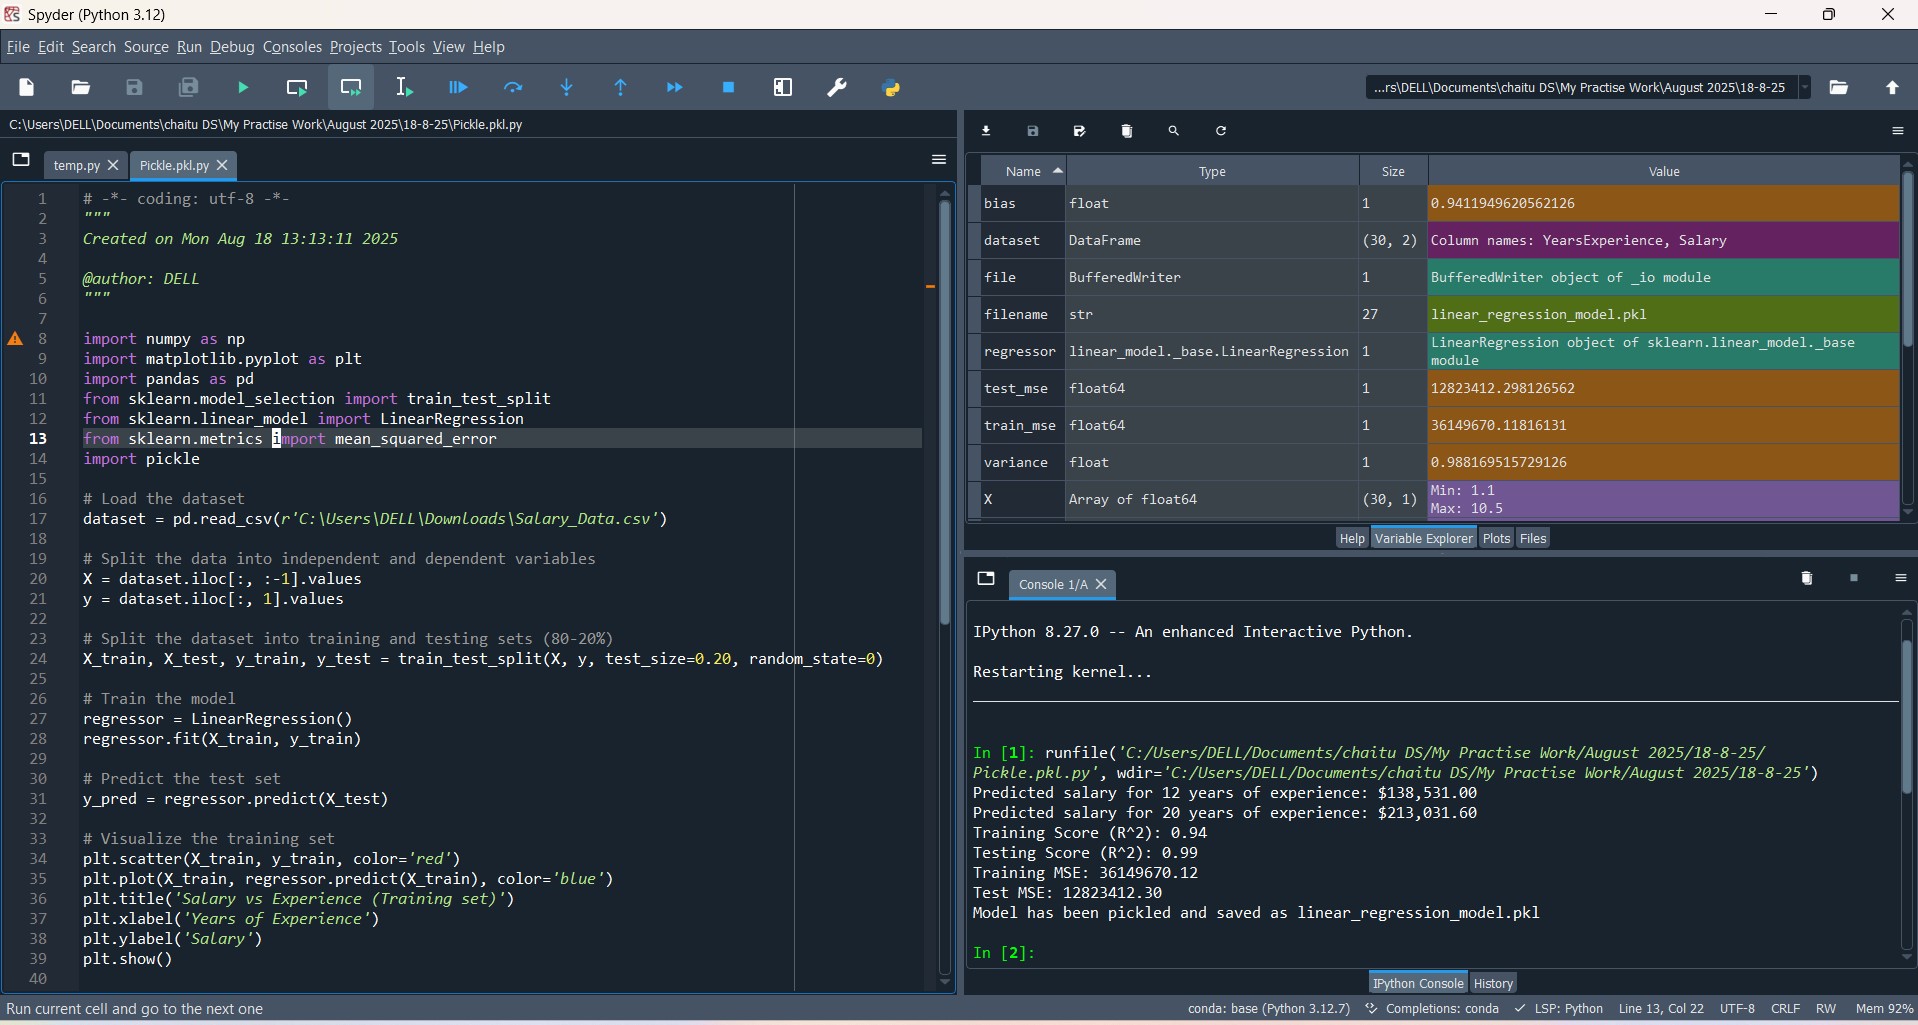 Spyder (Python 3.12)
File Edit Search Source Run Debug Consoles Projects Tools View Help
...rs\DELL\Documents\chaitu DS\My Practise Work\August 2025\18-8-25
C:\Users\DELL\Documents\chaitu DS\My Practise Work\August 2025\18-8-25\Pickle.pkl.py
temp.py Pickle.pkl.py
1 # -*- coding: utf-8 -*-
2 """
3 Created on Mon Aug 18 13:13:11 2025
4
5 @author: DELL
6 """
7
8 import numpy as np
9 import matplotlib.pyplot as plt
10 import pandas as pd
11 from sklearn.model_selection import train_test_split
12 from sklearn.linear_model import LinearRegression
13 from sklearn.metrics import mean_squared_error
14 import pickle
15
16 # Load the dataset
17 dataset = pd.read_csv(r'C:\Users\DELL\Downloads\Salary_Data.csv')
18
19 # Split the data into independent and dependent variables
20 X = dataset.iloc[:, :-1].values
21 y = dataset.iloc[:, 1].values
22
23 # Split the dataset into training and testing sets (80-20%)
24 X_train, X_test, y_train, y_test = train_test_split(X, y, test_size=0.20, random_state=0)
25
26 # Train the model
27 regressor = LinearRegression()
28 regressor.fit(X_train, y_train)
29
30 # Predict the test set
31 y_pred = regressor.predict(X_test)
32
33 # Visualize the training set
34 plt.scatter(X_train, y_train, color='red')
35 plt.plot(X_train, regressor.predict(X_train), color='blue')
36 plt.title('Salary vs Experience (Training set)')
37 plt.xlabel('Years of Experience')
38 plt.ylabel('Salary')
39 plt.show()
40
Name Type Size Value
bias float 1 0.9411949620562126
dataset DataFrame (30, 2) Column names: YearsExperience, Salary
file BufferedWriter 1 BufferedWriter object of _io module
filename str 27 linear_regression_model.pkl
regressor linear_model._base.LinearRegression 1 LinearRegression object of sklearn.linear_model._base
module
test_mse float64 1 12823412.298126562
train_mse float64 1 36149670.11816131
variance float 1 0.988169515729126
X Array of float64 (30, 1) Min: 1.1
Max: 10.5
Help Variable Explorer Plots Files
Console 1/A
IPython 8.27.0 -- An enhanced Interactive Python.
Restarting kernel...
In [1]: runfile('C:/Users/DELL/Documents/chaitu DS/My Practise Work/August 2025/18-8-25/
Pickle.pkl.py', wdir='C:/Users/DELL/Documents/chaitu DS/My Practise Work/August 2025/18-8-25')
Predicted salary for 12 years of experience: $138,531.00
Predicted salary for 20 years of experience: $213,031.60
Training Score (R^2): 0.94
Testing Score (R^2): 0.99
Training MSE: 36149670.12
Test MSE: 12823412.30
Model has been pickled and saved as linear_regression_model.pkl
In [2]:
IPython Console History
Run current cell and go to the next one
conda: base (Python 3.12.7) Completions: conda LSP: Python Line 13, Col 22 UTF-8 CRLF RW Mem 92%